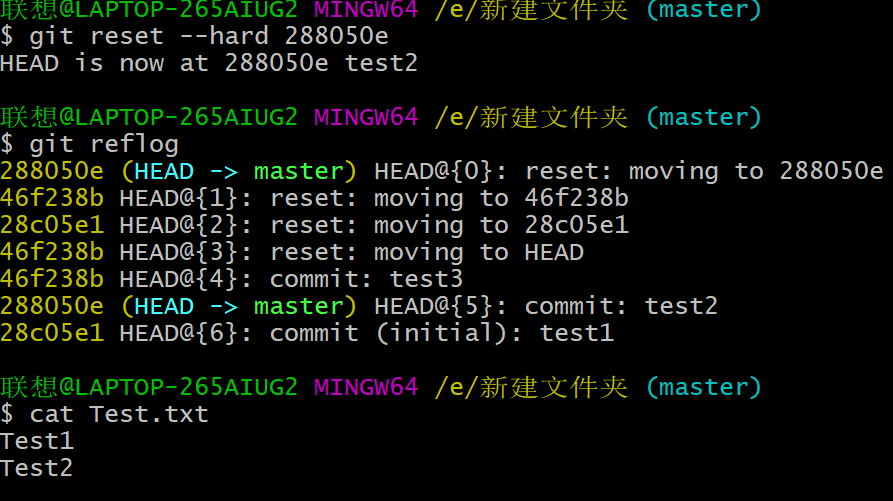 联想@LAPTOP-265AIUG2 MINGW64 /e/新建文件夹 (master)
$ git reset --hard 288050e
HEAD is now at 288050e test2
联想@LAPTOP-265AIUG2 MINGW64 /e/新建文件夹 (master)
$ git reflog
288050e (HEAD -> master) HEAD@{0}: reset: moving to 288050e
46f238b HEAD@{1}: reset: moving to 46f238b
28c05e1 HEAD@{2}: reset: moving to 28c05e1
46f238b HEAD@{3}: reset: moving to HEAD
46f238b HEAD@{4}: commit: test3
288050e (HEAD -> master) HEAD@{5}: commit: test2
28c05e1 HEAD@{6}: commit (initial): test1
联想@LAPTOP-265AIUG2 MINGW64 /e/新建文件夹 (master)
$ cat Test.txt
Test1
Test2